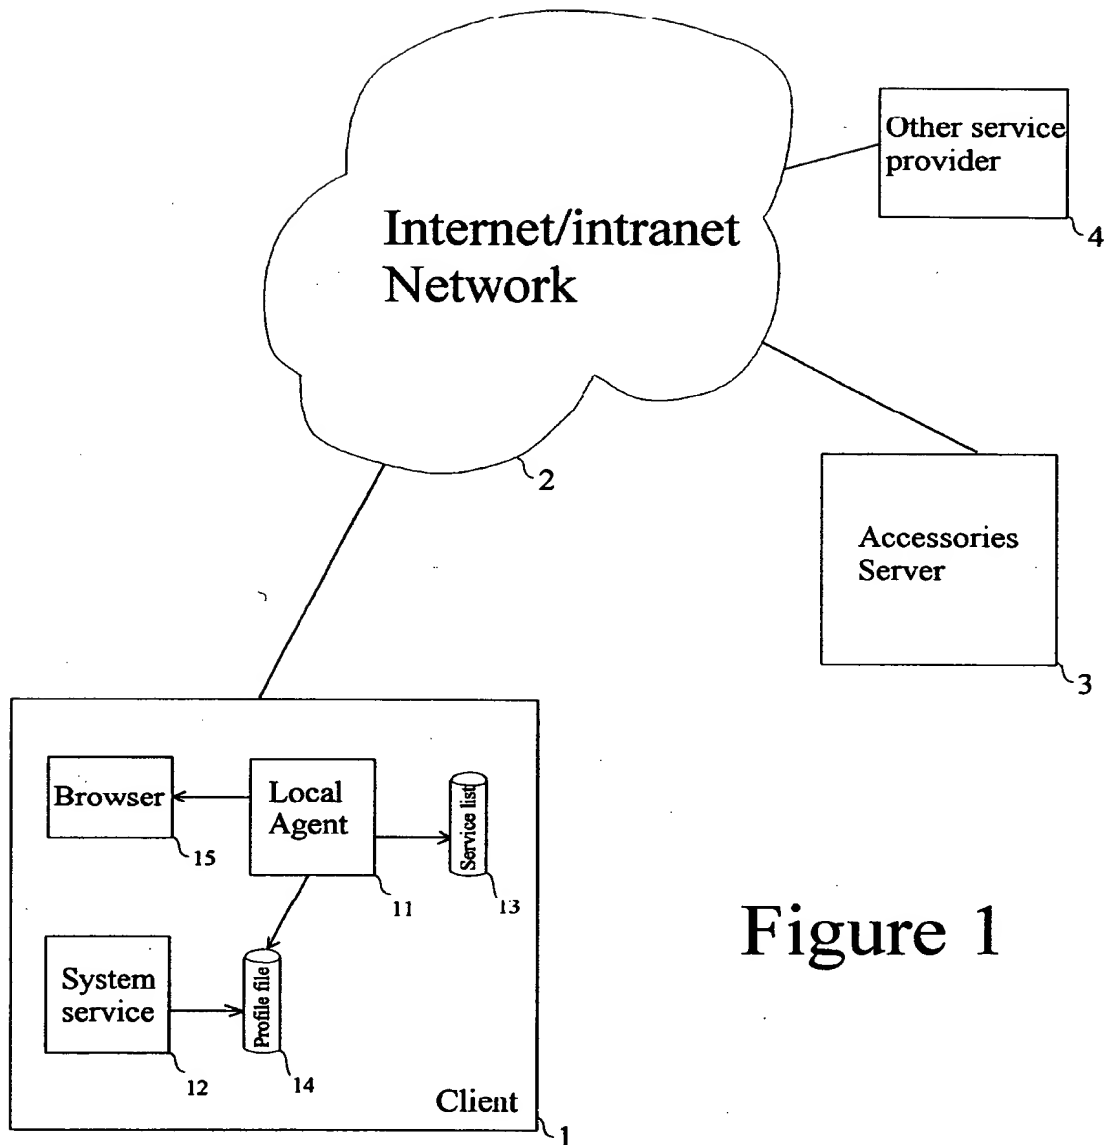 Other service
provider
4
Internet/intranet
Network
2
Accessories
Server
3
Browser
15
Local
Agent
11
Service list
13
System
service
12
Profile file
14
Client
1
Figure 1